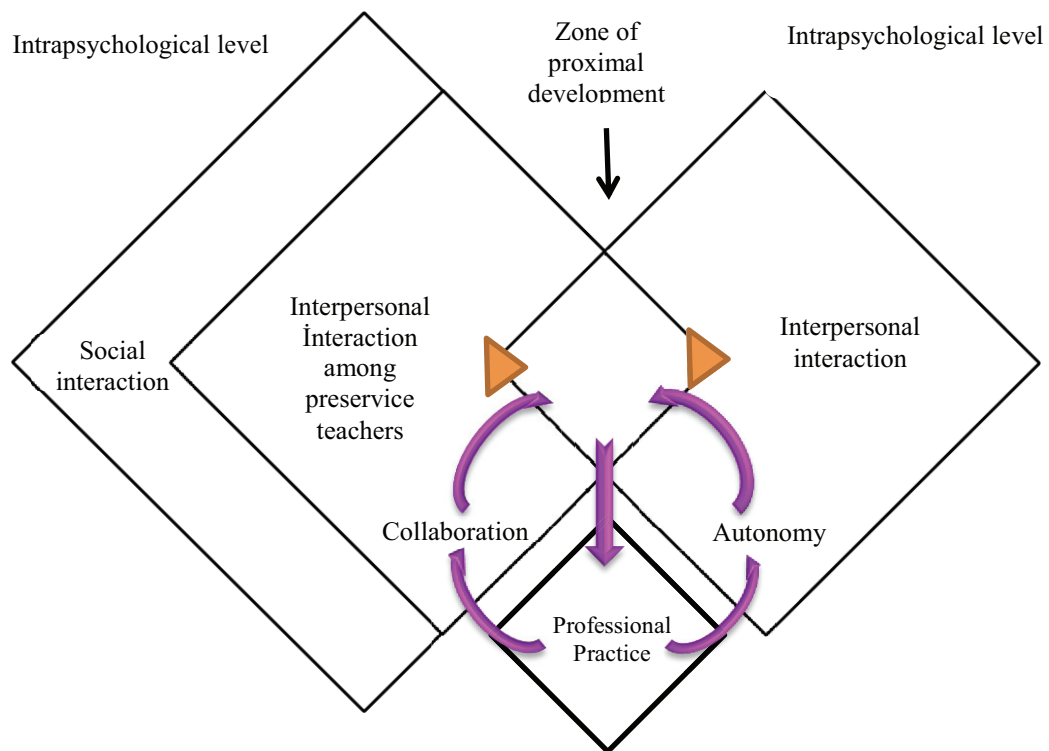 Intrapsychological level
Zone of
proximal
development
Intrapsychological level
Social
interaction
Interpersonal
İnteraction
among
preservice
teachers
Interpersonal
interaction
Collaboration
Autonomy
Professional
Practice